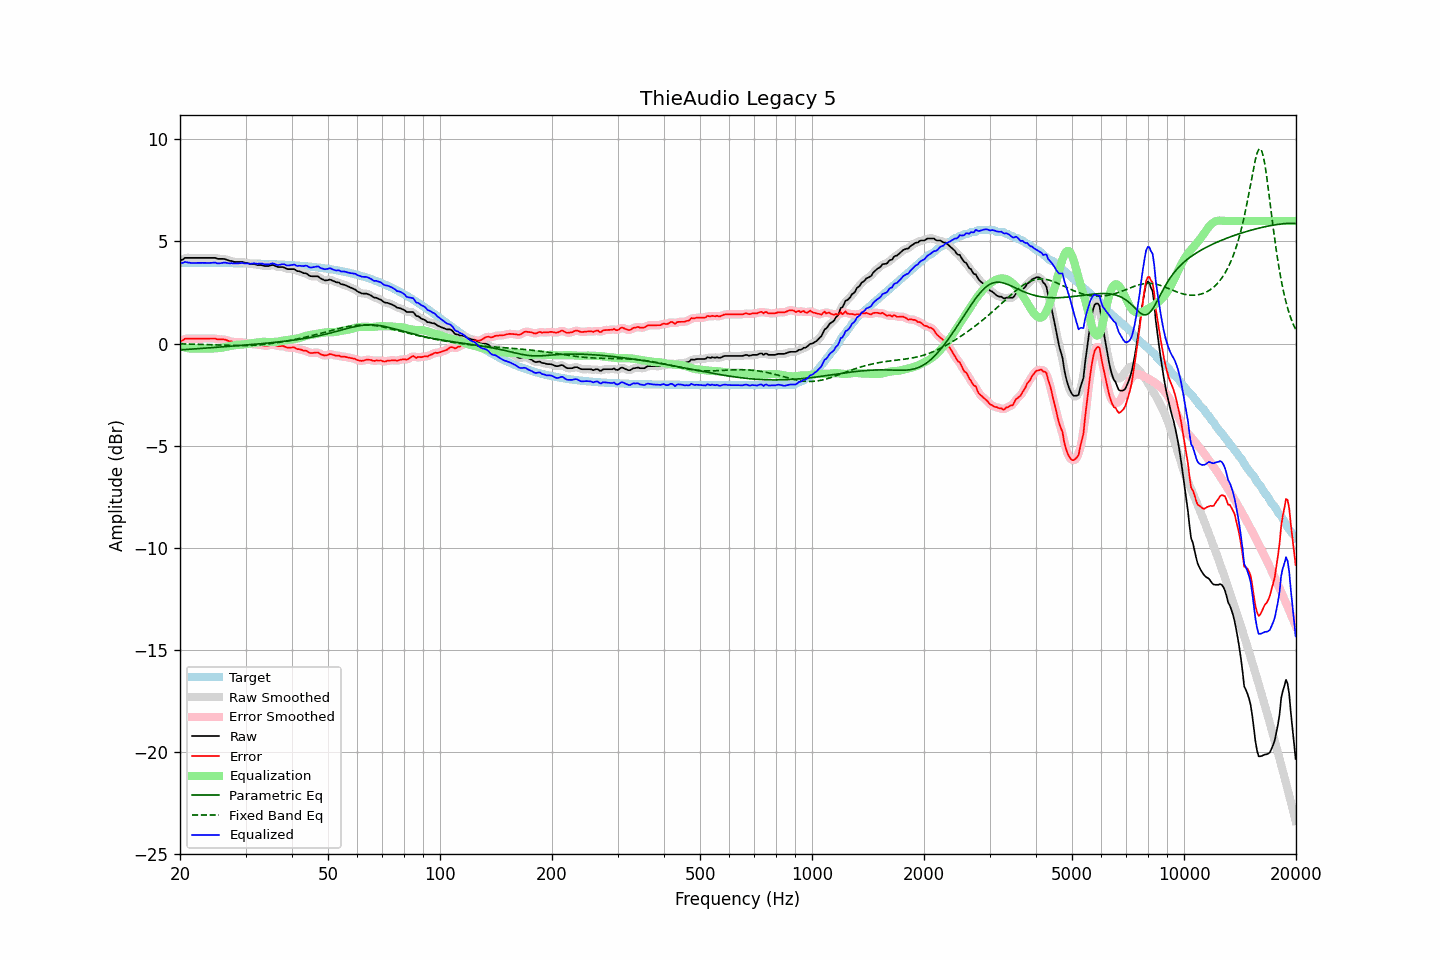 ThieAudio Legacy 5
Amplitude (dBr)
10
5
0
−5
−10
−15
−20
−25
Target
Raw Smoothed
Error Smoothed
Raw
Error
Equalization
Parametric Eq
Fixed Band Eq
Equalized
20
50
100
200
500
1000
2000
5000
10000
20000
Frequency (Hz)